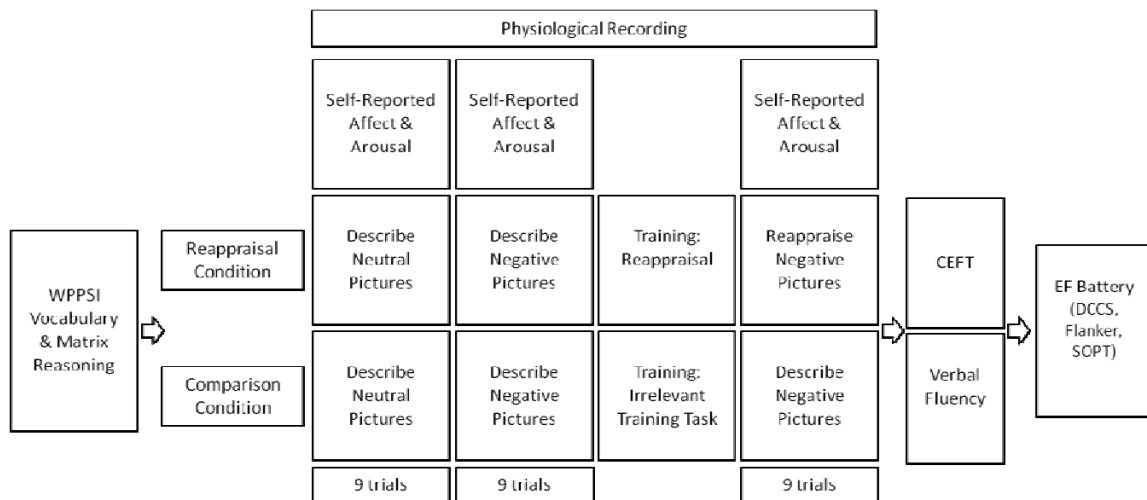 Physiological Recording
Self-Reported
Affect &
Arousal
Self-Reported
Affect &
Arousal
Self-Reported
Affect &
Arousal
WPPSI
Vocabulary
& Matrix
Reasoning
Reappraisal
Condition
Describe
Neutral
Pictures
Describe
Negative
Pictures
Training:
Reappraisal
Reappraise
Negative
Pictures
CEFT
EF Battery
(DCCS,
Flanker,
SOPT)
Comparison
Condition
Describe
Neutral
Pictures
Describe
Negative
Pictures
Training:
Irrelevant
Training Task
Describe
Negative
Pictures
Verbal
Fluency
9 trials
9 trials
9 trials